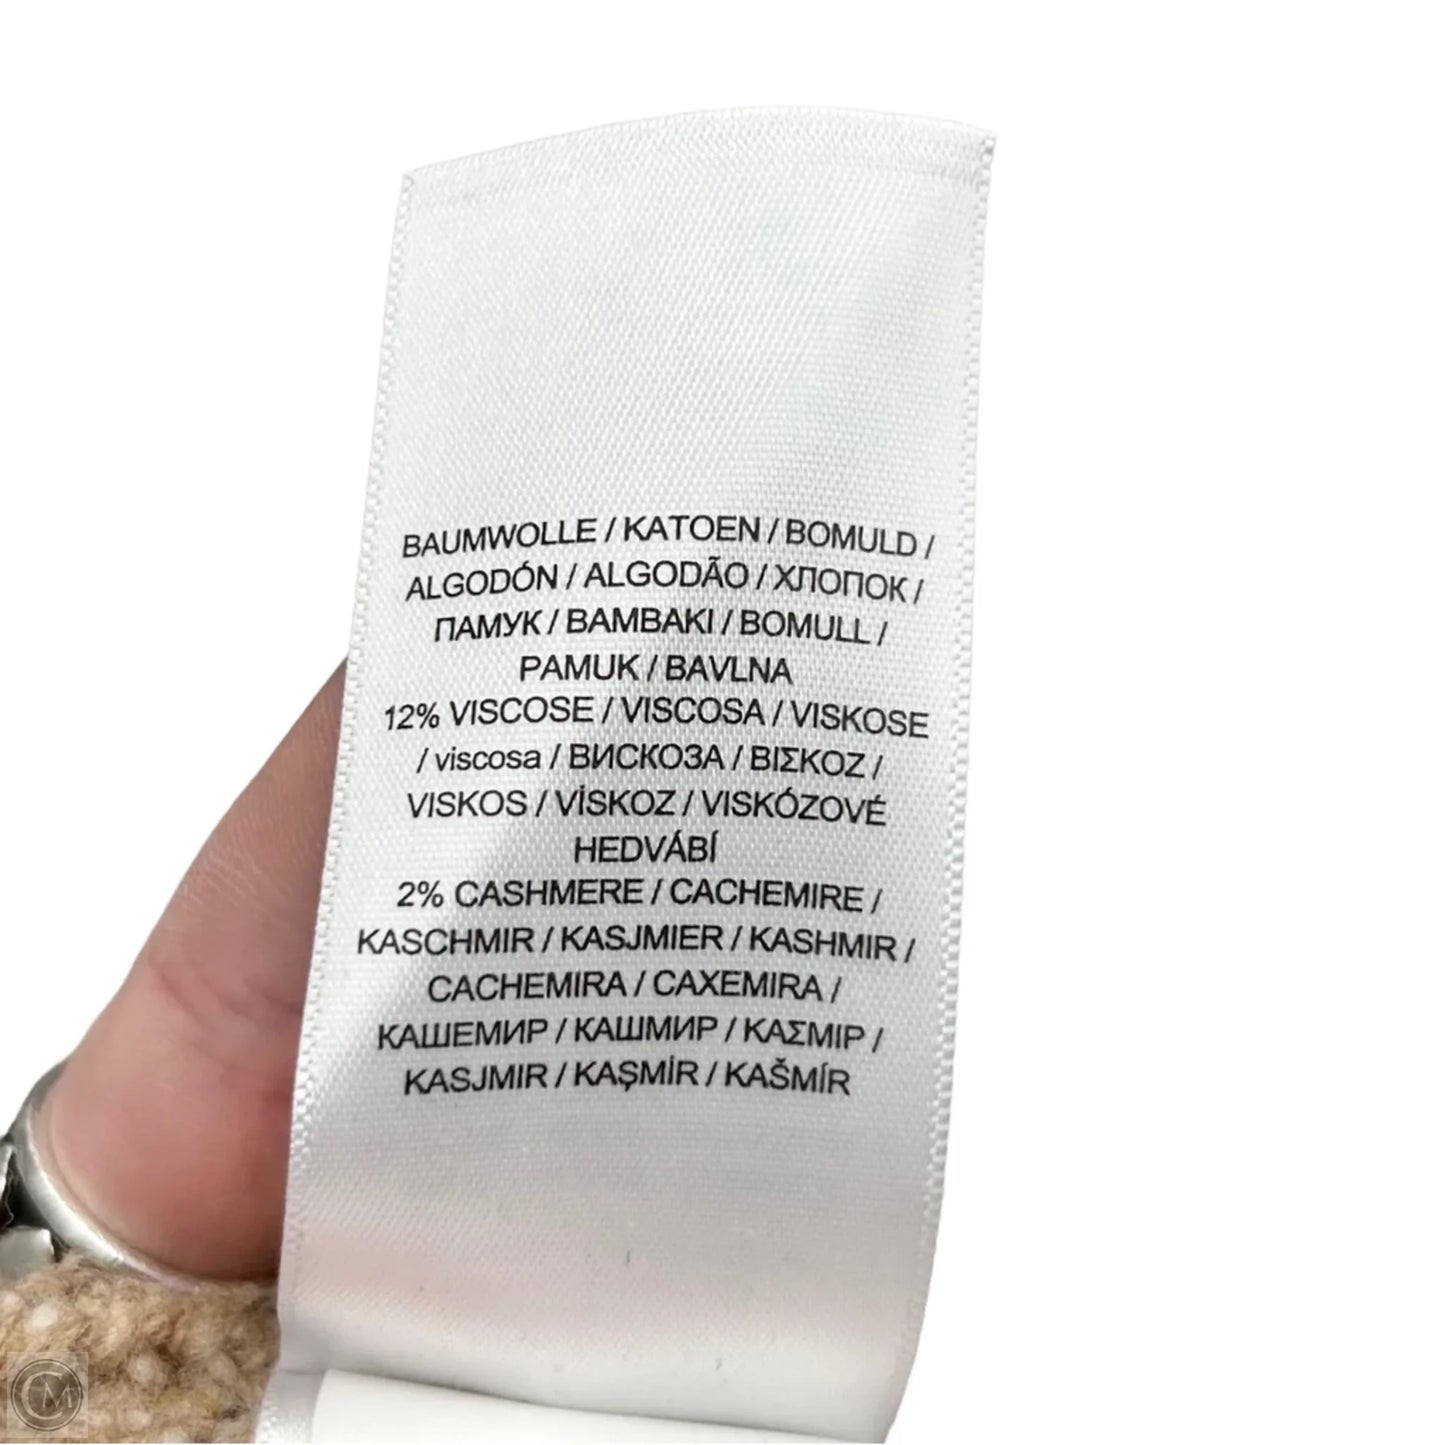 BAUMWOLLE / KATOEN / BOMULD /
ALGODÓN / ALGODÃO / ХЛОПОК /
ПАМУК / BAMBAKI / BOMULL /
PAMUK / BAVLNA
12% VISCOSE / VISCOSA / VISKOSE
/ viscosa / ВИСКОЗА / ΒΙΣΚΟΖ /
VISKOS / VİSKOZ / VISKÓZOVÉ
HEDVÁBÍ
2% CASHMERE / CACHEMIRE /
KASCHMIR / KASJMIER / KASHMIR /
CACHEMIRA / CAXEMIRA /
КАШЕМИР / КАШМИР / ΚΑΣΜΙΡ /
KASJMIR / KAŞMİR / KAŠMÍR
CM